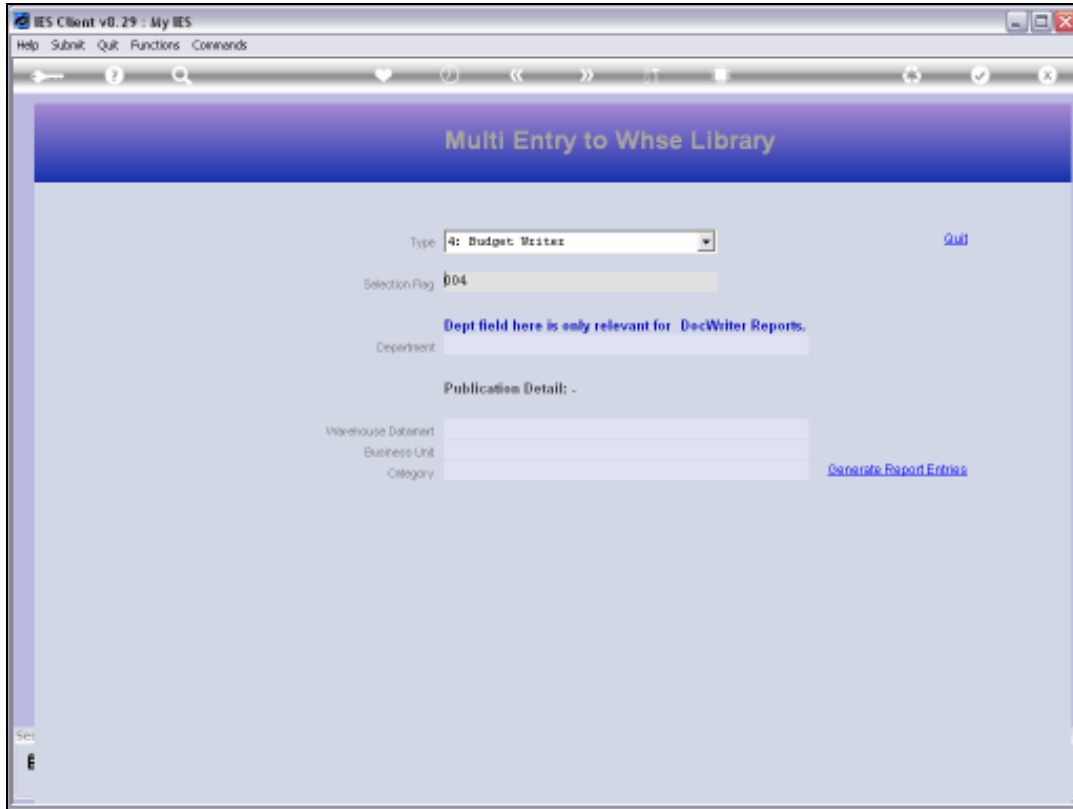 IES Client v8.29 : My IES
Help Submit Quit Functions Commands
Multi Entry to Whse Library
Type 4: Budget Writer Quit
Selection Flag 004
Dept field here is only relevant for DocWriter Reports.
Department
Publication Detail: -
Warehouse Datamart
Business Unit
Category Generate Report Entries